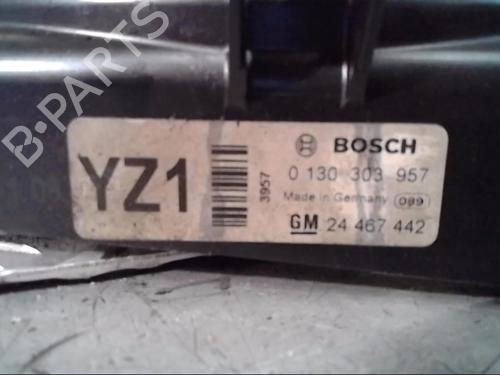 B-PARTS
YZ1
3957
BOSCH
0 130 303 957
Made in Germany 099
GM 24 467 442